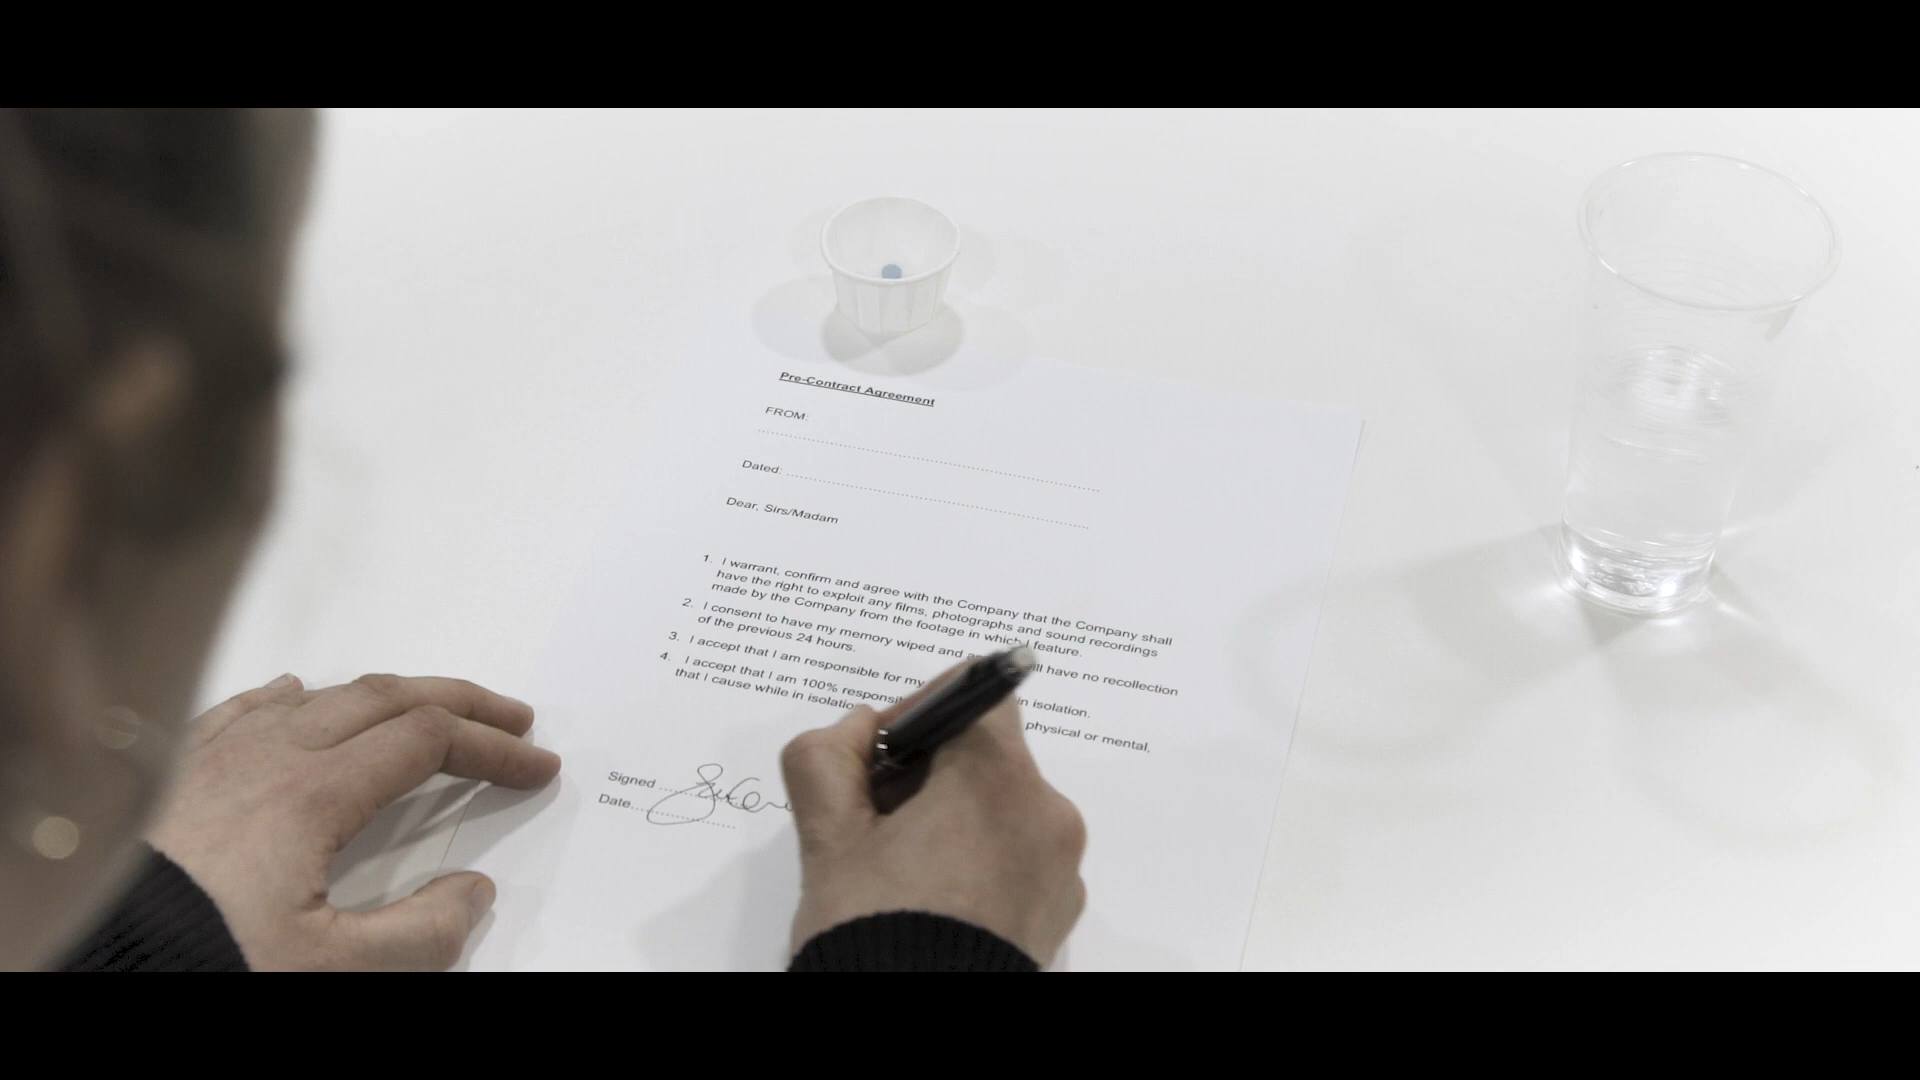 Pre-Contract Agreement
FROM:
Dated:
Dear, Sirs/Madam
1. I warrant, confirm and agree with the Company that the Company shall
have the right to exploit any films, photographs and sound recordings
made by the Company from the footage in which I feature.
2. I consent to have my memory wiped and will have no recollection
of the previous 24 hours.
3. I accept that I am responsible for my in isolation.
4. I accept that I am 100% physical or mental,
that I cause while in
Signed
Date